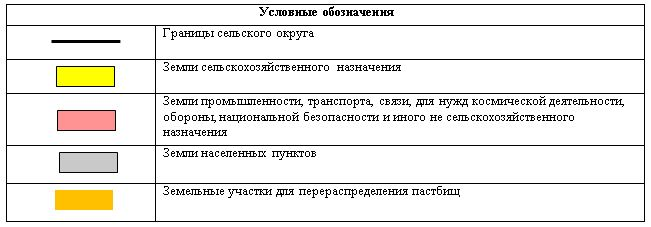 Условные обозначения
Границы сельского округа
Земли сельскохозяйственного назначения
Земли промышленности, транспорта, связи, для нужд космической деятельности,
обороны, национальной безопасности и иного не сельскохозяйственного
назначения
Земли населенных пунктов
Земельные участки для перераспределения пастбищ